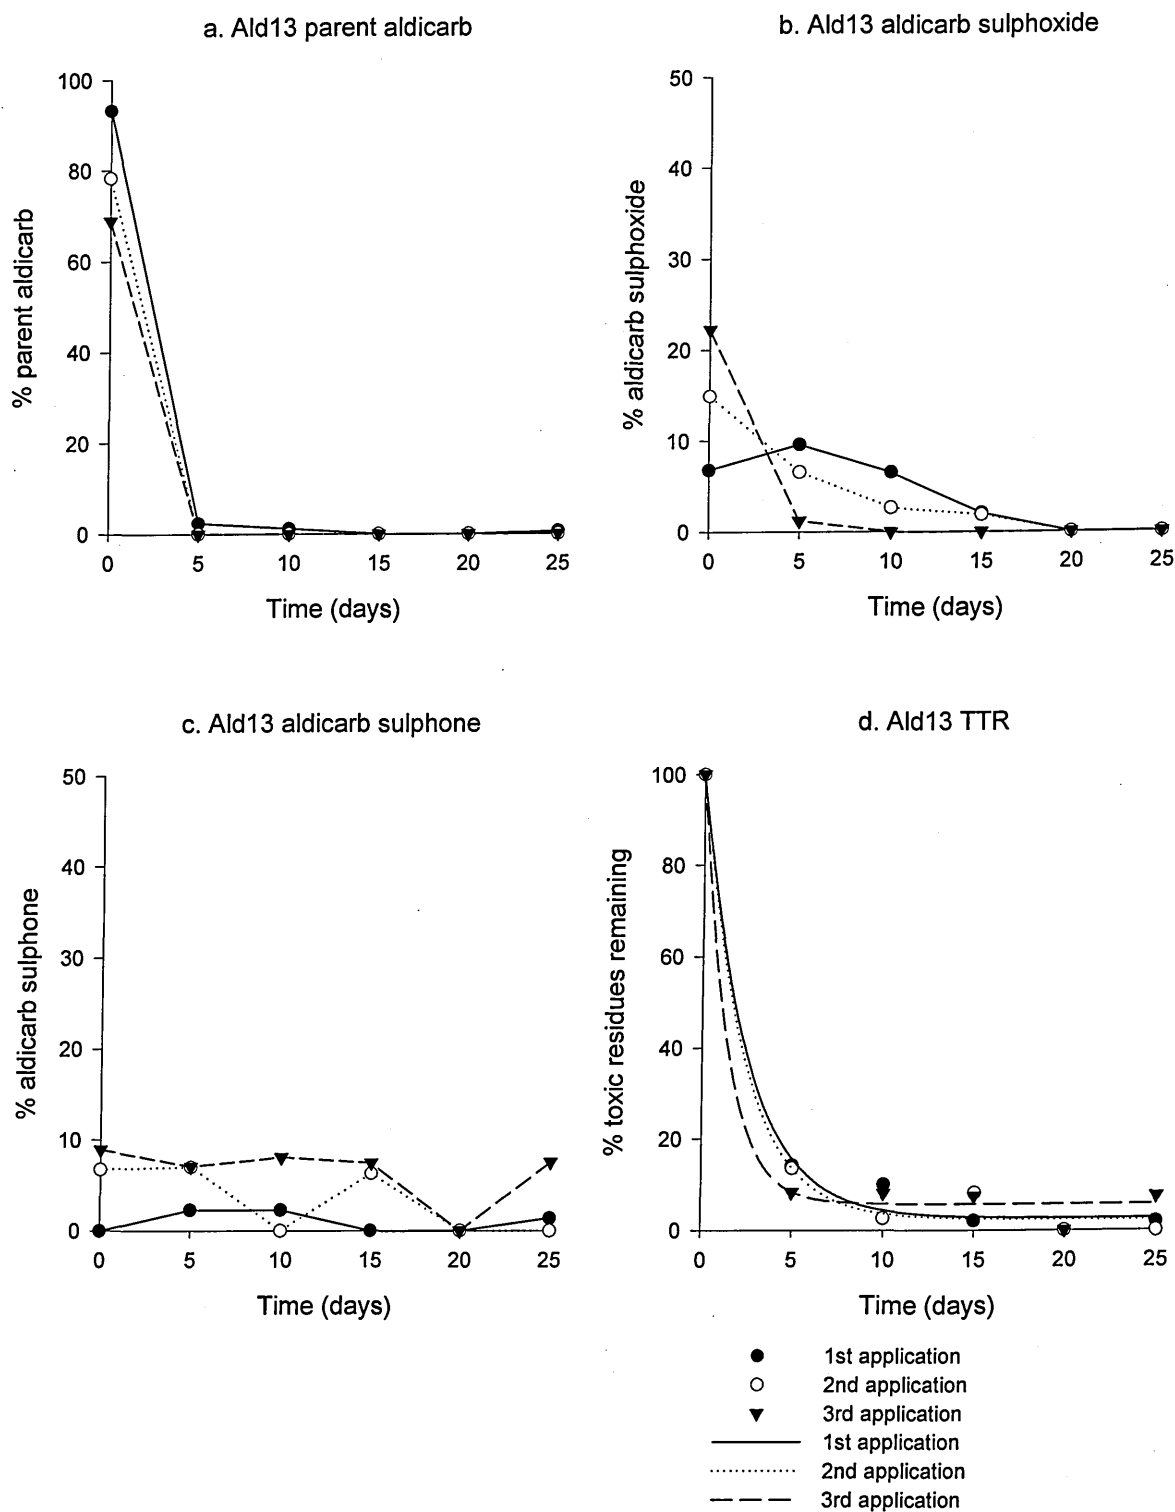 a. Ald13 parent aldicarb
100
80
60
40
20
0
% parent aldicarb
0 5 10 15 20 25
Time (days)
b. Ald13 aldicarb sulphoxide
50
40
30
20
10
0
% aldicarb sulphoxide
0 5 10 15 20 25
Time (days)
c. Ald13 aldicarb sulphone
50
40
30
20
10
0
% aldicarb sulphone
0 5 10 15 20 25
Time (days)
d. Ald13 TTR
100
80
60
40
20
0
% toxic residues remaining
0 5 10 15 20 25
Time (days)
1st application
2nd application
3rd application
1st application
2nd application
3rd application